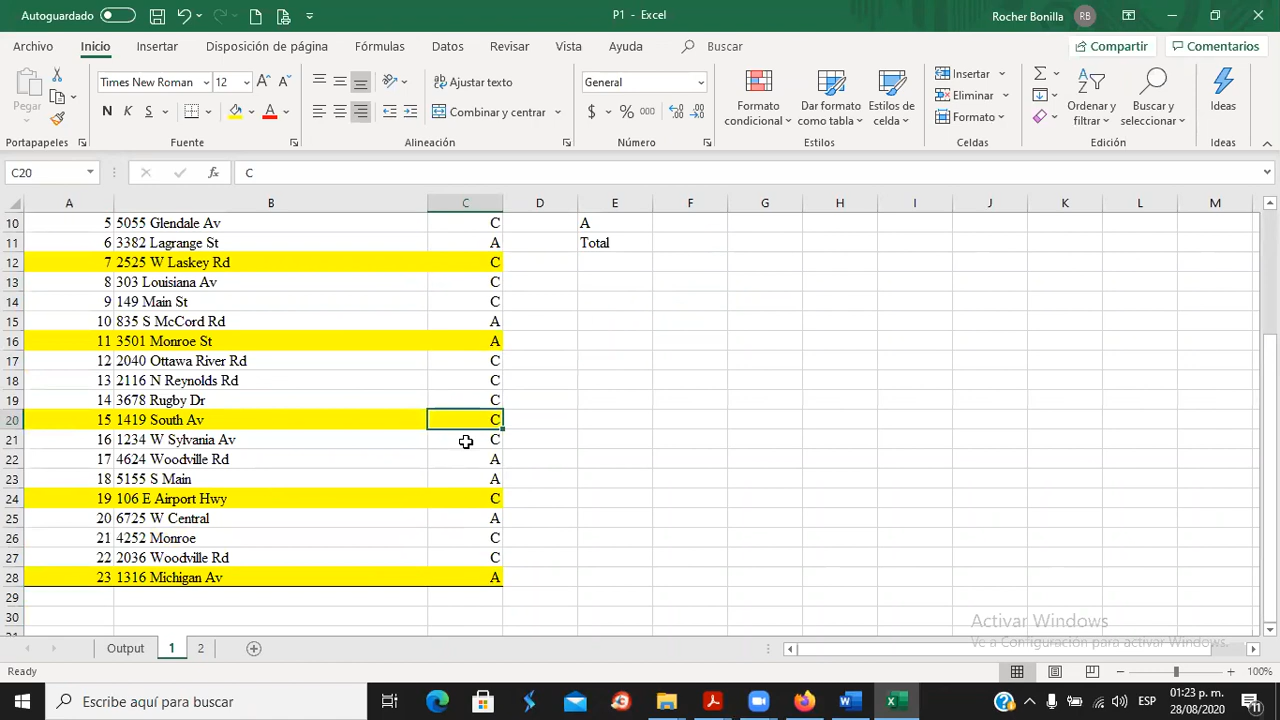 Autoguardado
P1 - Excel
Rocher Bonilla
RB
Archivo Inicio Insertar Disposición de página Fórmulas Datos Revisar Vista Ayuda Buscar
Compartir Comentarios
Pegar
Times New Roman 12
N K S
Ajustar texto
Combinar y centrar
General
$ % 000
Formato condicional
Dar formato como tabla
Estilos de celda
Insertar
Eliminar
Formato
Ordenar y filtrar
Buscar y seleccionar
Ideas
Portapapeles Fuente Alineación Número Estilos Celdas Edición Ideas
C20 fx C
A B C D E F G H I J K L M
10 5 5055 Glendale Av C A
11 6 3382 Lagrange St A Total
12 7 2525 W Laskey Rd C
13 8 303 Louisiana Av C
14 9 149 Main St C
15 10 835 S McCord Rd A
16 11 3501 Monroe St A
17 12 2040 Ottawa River Rd C
18 13 2116 N Reynolds Rd C
19 14 3678 Rugby Dr C
20 15 1419 South Av C
21 16 1234 W Sylvania Av C
22 17 4624 Woodville Rd A
23 18 5155 S Main A
24 19 106 E Airport Hwy C
25 20 6725 W Central A
26 21 4252 Monroe C
27 22 2036 Woodville Rd C
28 23 1316 Michigan Av A
29
30
Activar Windows
Ve a Configuración para activar Windows.
Output 1 2
Ready
100%
Escribe aquí para buscar
ESP
01:23 p. m.
28/08/2020
11